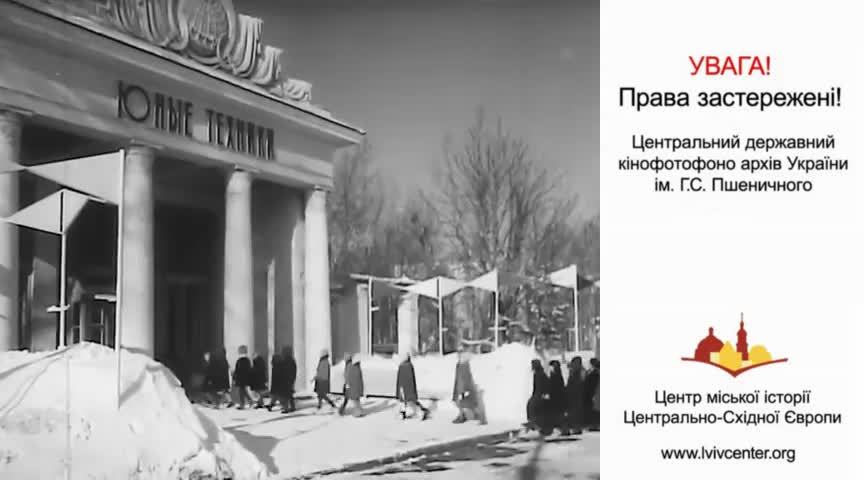 ЮНЫЕ ТЕХНИКИ
УВАГА!
Права застережені!
Центральний державний
кінофотофоно архів України
ім. Г.С. Пшеничного
Центр міської історії
Центрально-Східної Європи
www.lvivcenter.org